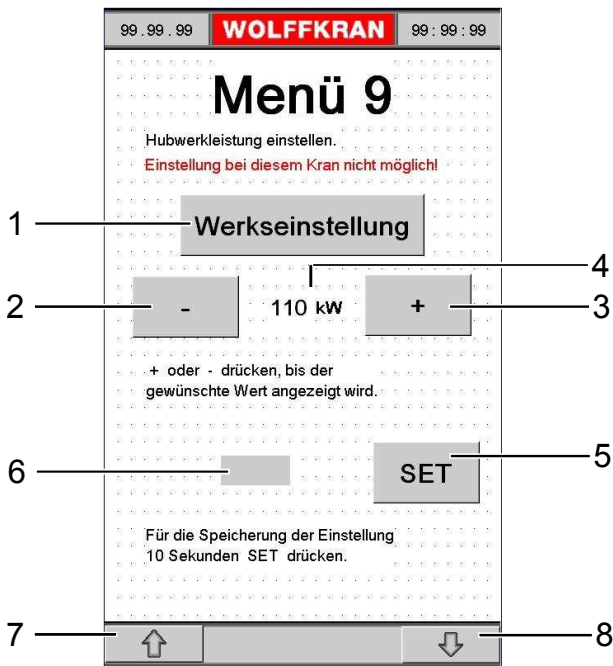 99.99.99 WOLFFKRAN 99:99:99
Menü 9
Hubwerkleistung einstellen.
Einstellung bei diesem Kran nicht möglich!
1 Werkseinstellung
4
2 - 110 kW + 3
+ oder - drücken, bis der
gewünschte Wert angezeigt wird.
6 SET 5
Für die Speicherung der Einstellung
10 Sekunden SET drücken.
7 8